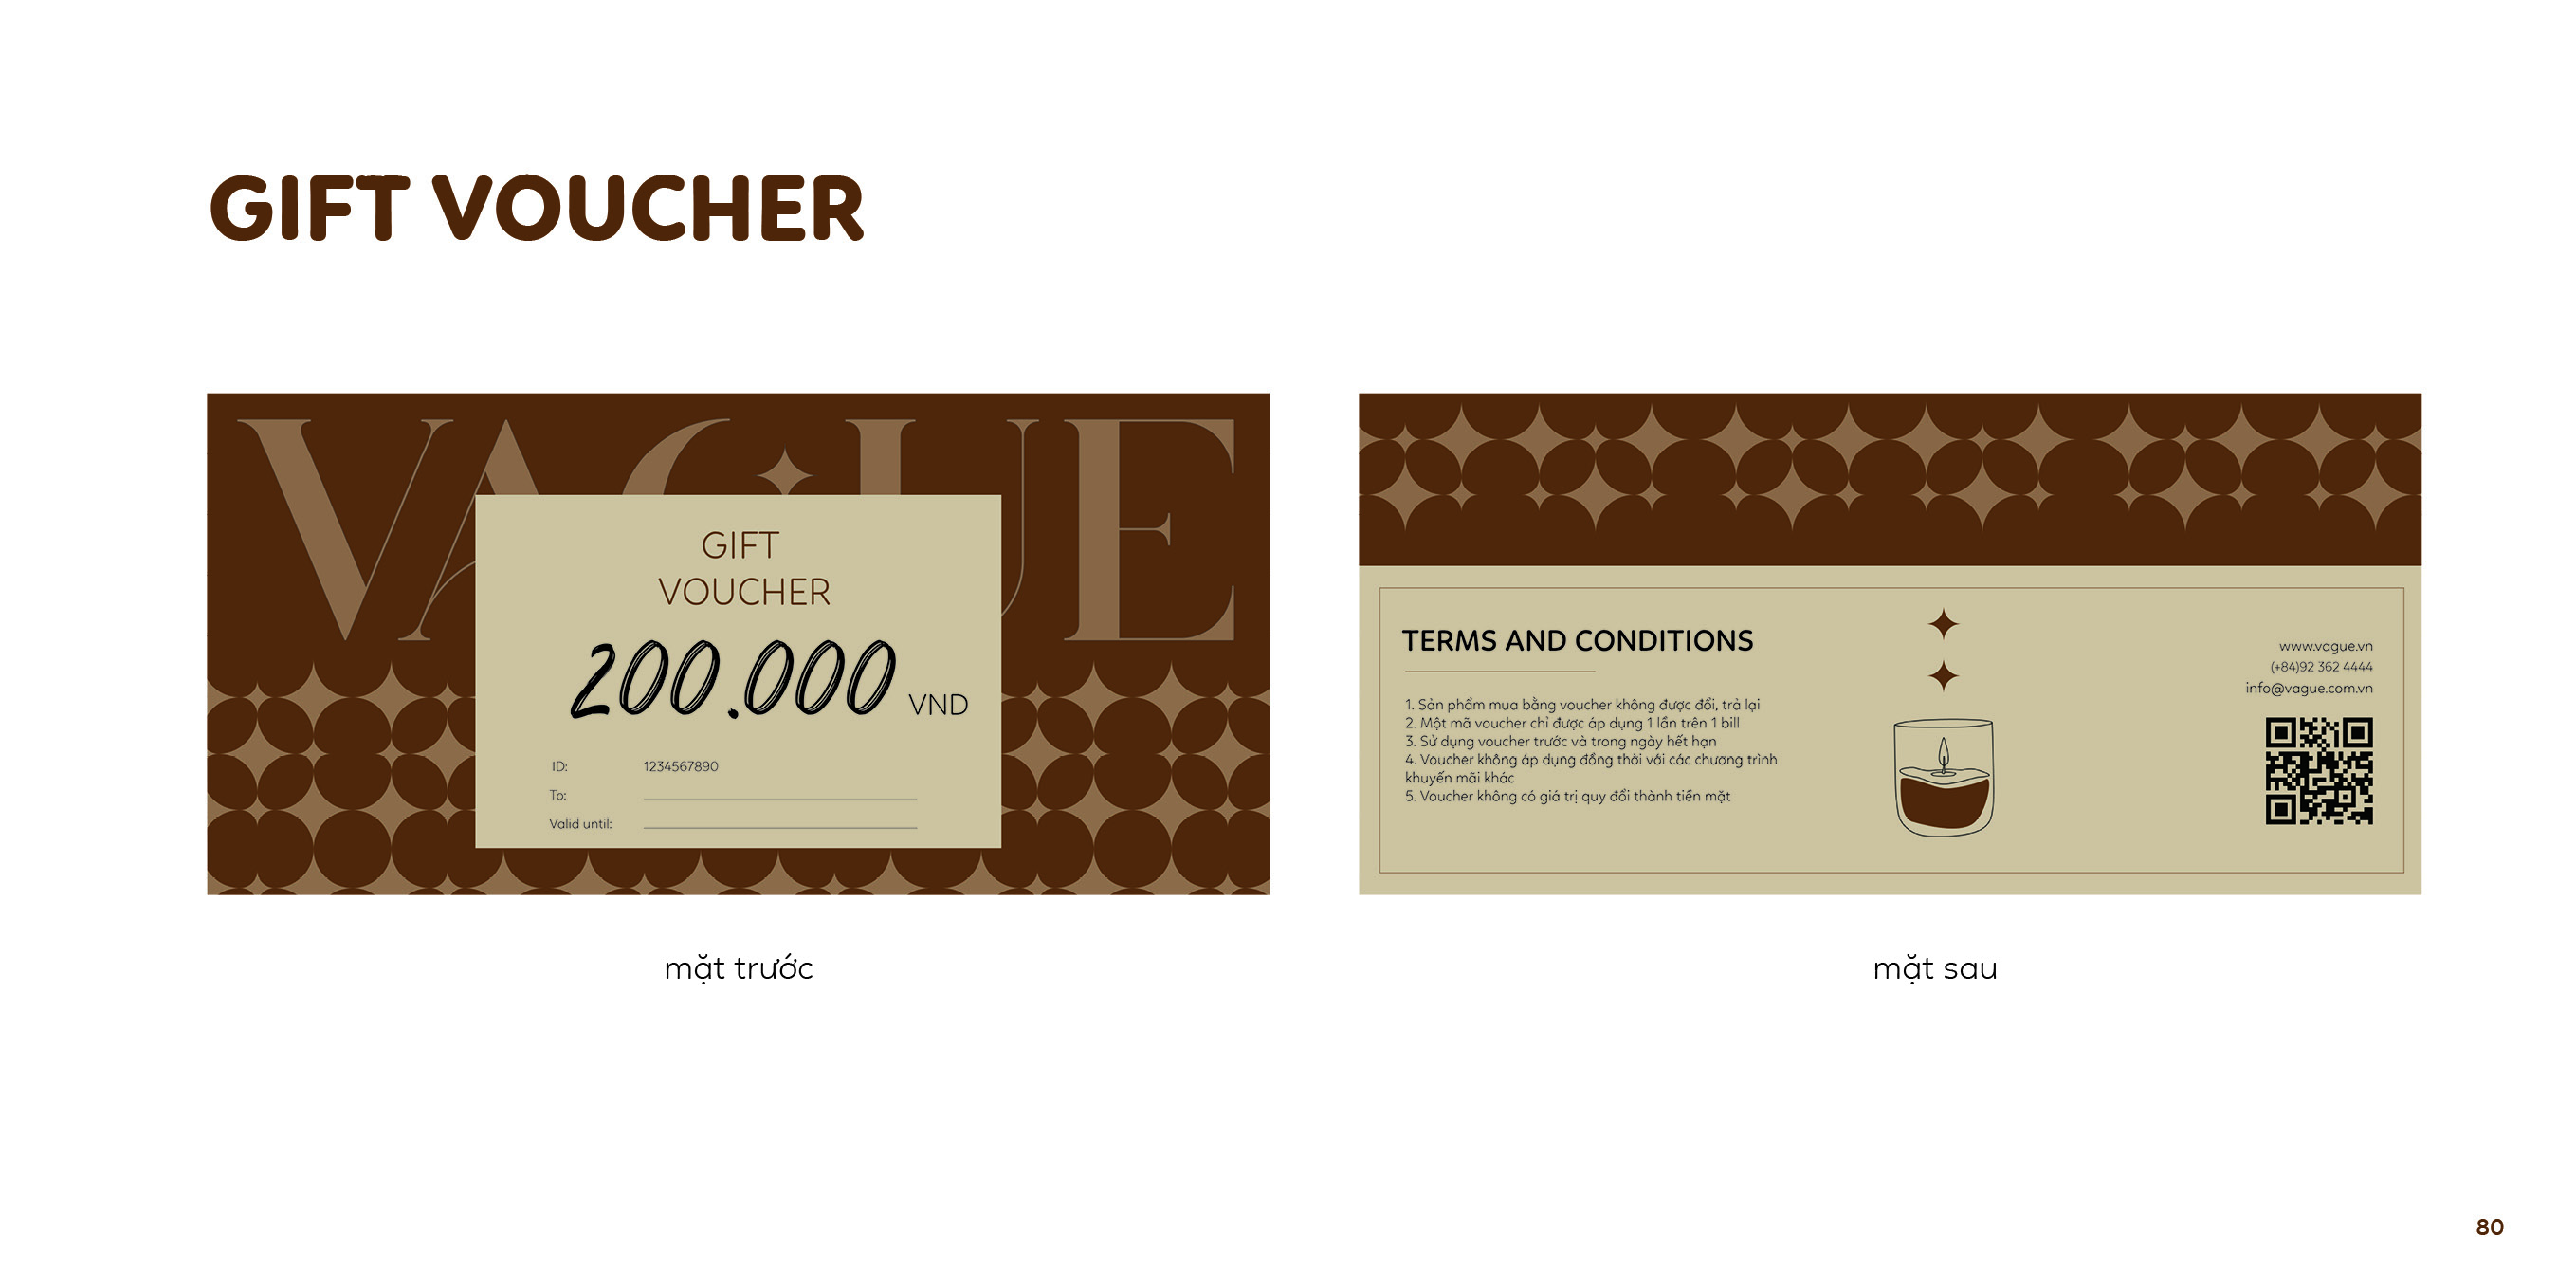 GIFT VOUCHER
VAGUE
GIFT
VOUCHER
200.000 VND
ID: 1234567890
To:
Valid until:
mặt trước
TERMS AND CONDITIONS
1. Sản phẩm mua bằng voucher không được đổi, trả lại
2. Một mã voucher chỉ được áp dụng 1 lần trên 1 bill
3. Sử dụng voucher trước và trong ngày hết hạn
4. Voucher không áp dụng đồng thời với các chương trình
khuyến mãi khác
5. Voucher không có giá trị quy đổi thành tiền mặt
www.vague.vn
(+84)92 362 4444
info@vague.com.vn
mặt sau
80